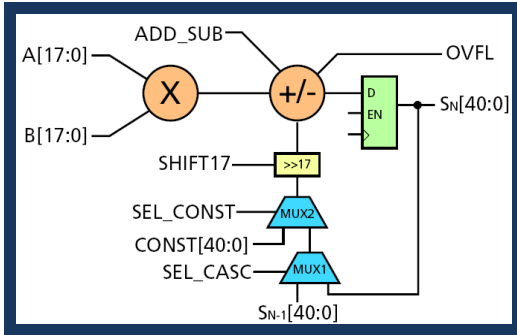 ADD_SUB
A[17:0]
OVFL
X
+/-
D
EN
SN[40:0]
B[17:0]
SHIFT17
>>17
SEL_CONST
MUX2
CONST[40:0]
SEL_CASC
MUX1
SN-1[40:0]